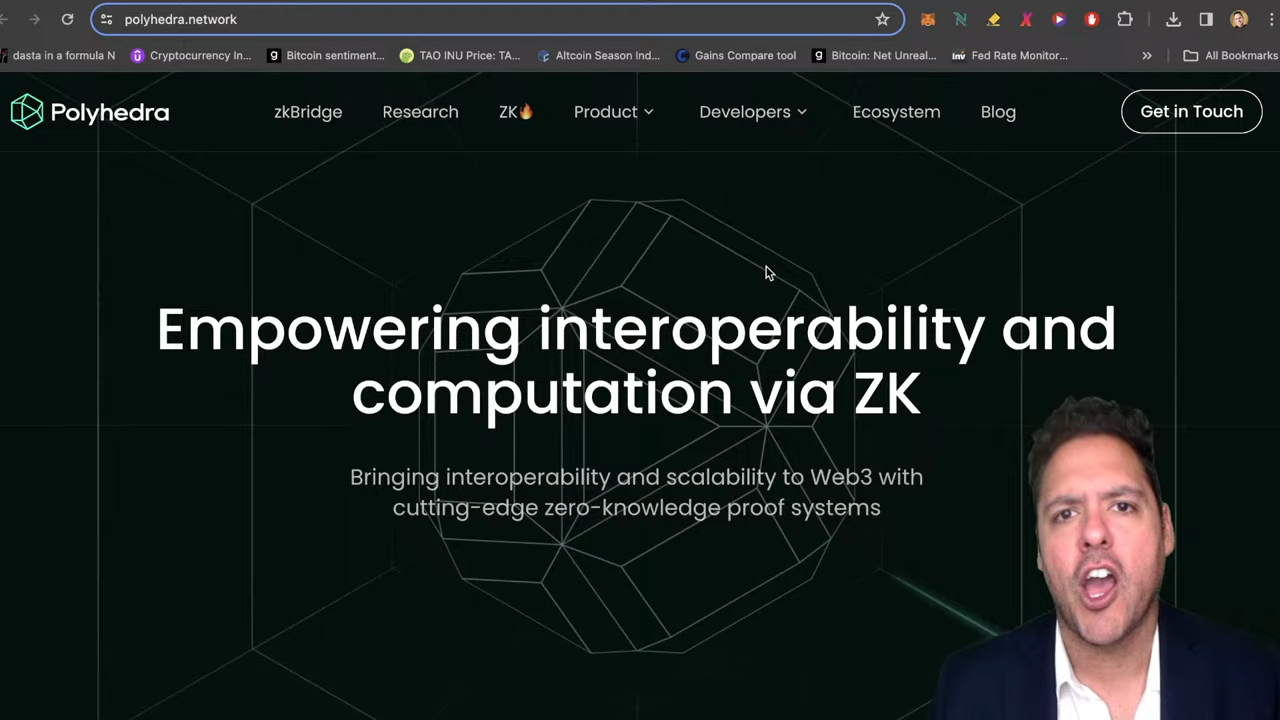 polyhedra.network
dasta in a formula N
Cryptocurrency In...
Bitcoin sentiment...
TAO INU Price: TA...
Altcoin Season Ind...
Gains Compare tool
Bitcoin: Net Unreal...
Inv Fed Rate Monitor...
» All Bookmarks
Polyhedra
zkBridge
Research
ZK🔥
Product
Developers
Ecosystem
Blog
Get in Touch
Empowering interoperability and
computation via ZK
Bringing interoperability and scalability to Web3 with
cutting-edge zero-knowledge proof systems